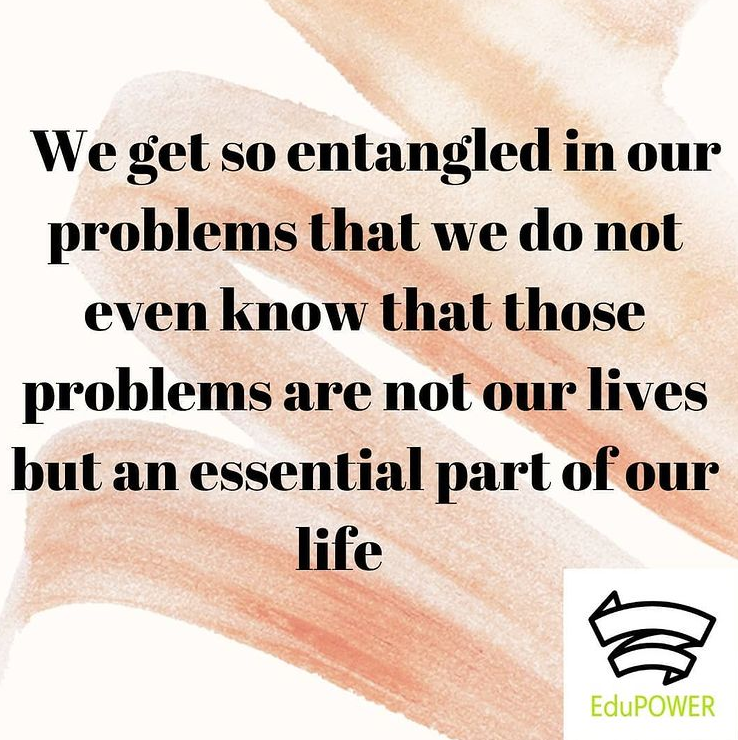 We get so entangled in our
problems that we do not
even know that those
problems are not our lives
but an essential part of our
life
EduPOWER